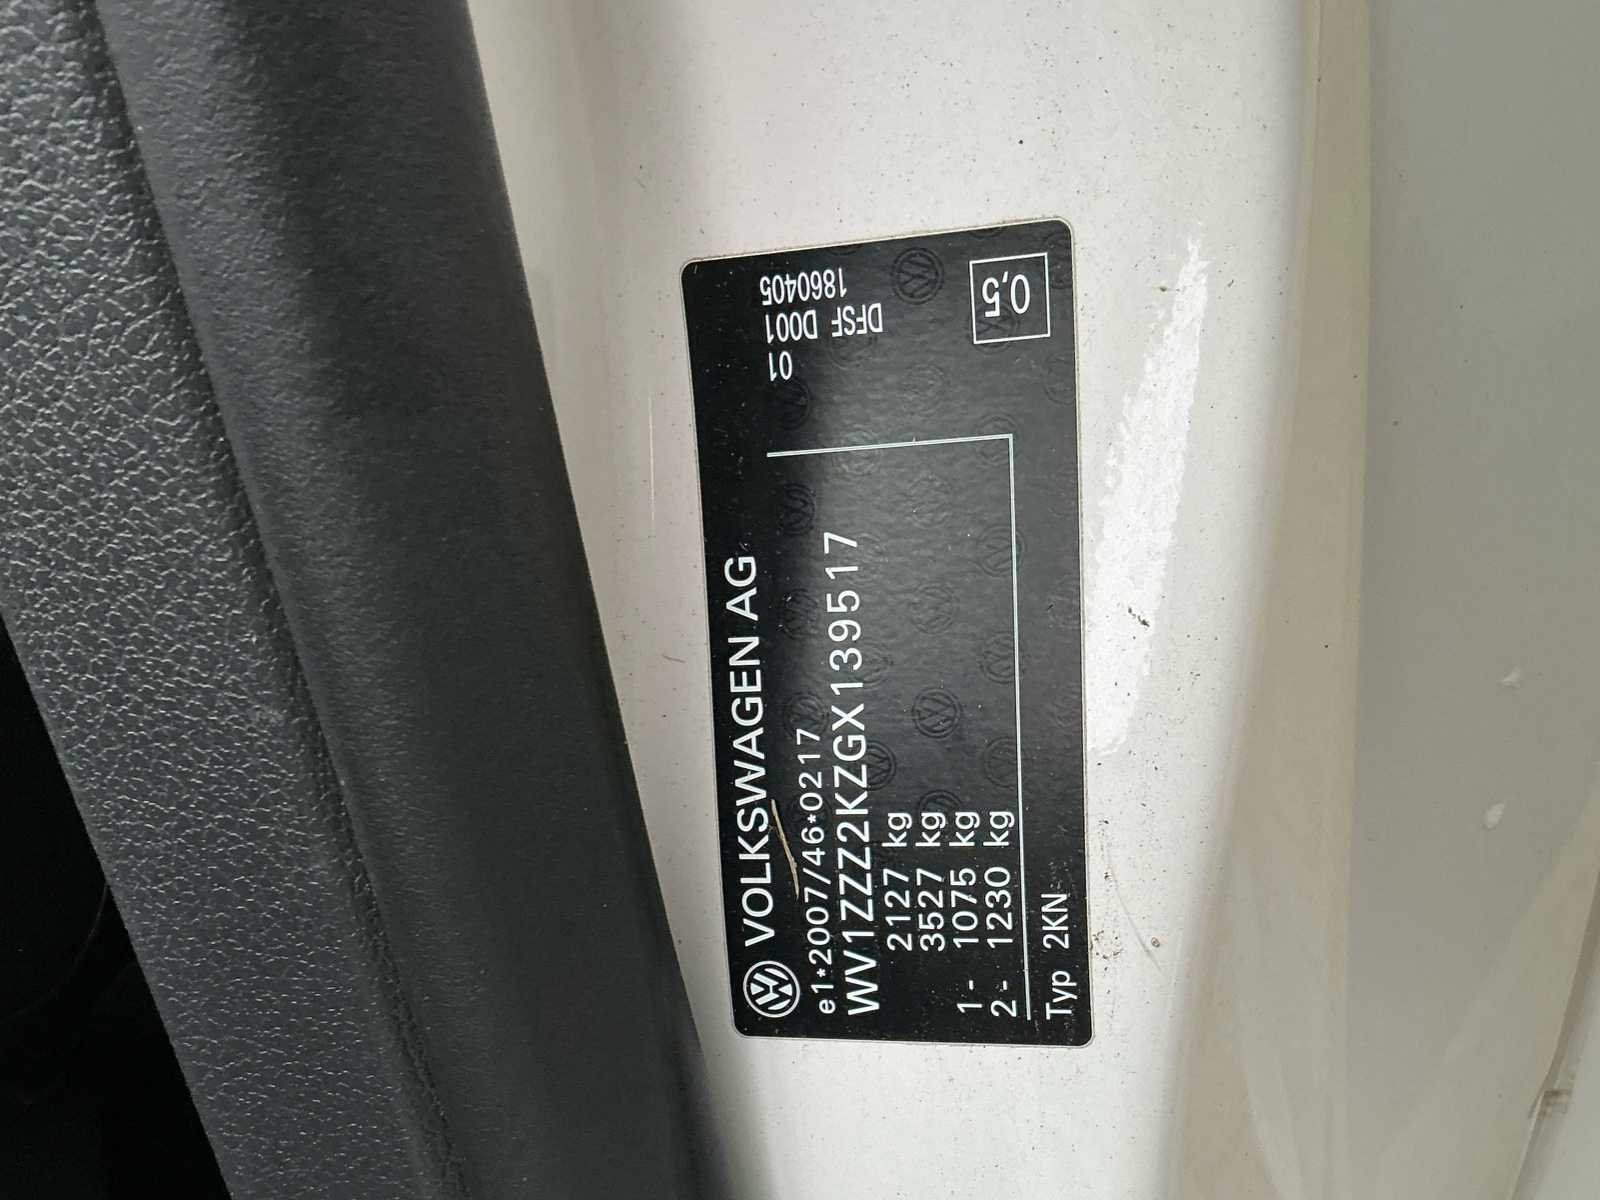 VOLKSWAGEN AG
e1*2007/46*0217
WV1ZZZ2KZGX139517
2127 kg
3527 kg
1- 1075 kg
2- 1230 kg
Typ 2KN
01
DFSF D001
1860405
0,5